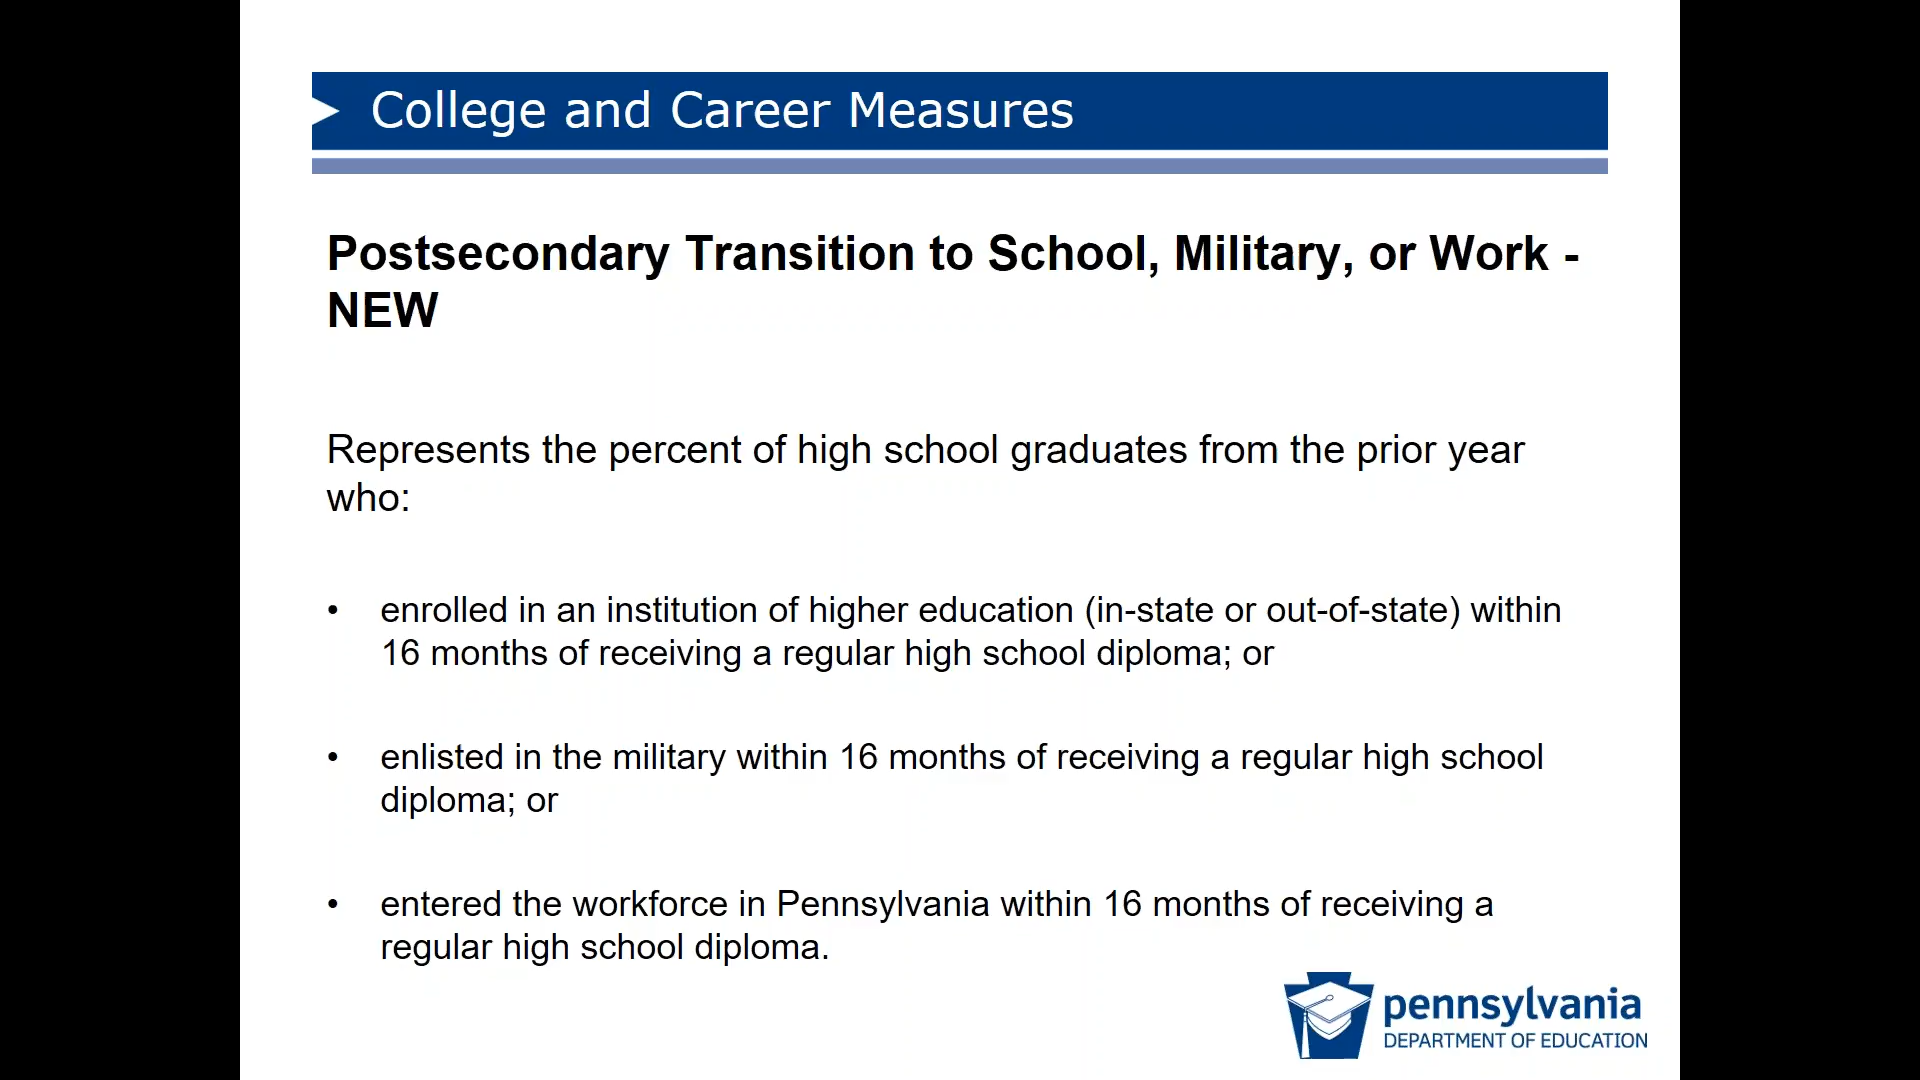 College and Career Measures
Postsecondary Transition to School, Military, or Work -
NEW
Represents the percent of high school graduates from the prior year
who:
• enrolled in an institution of higher education (in-state or out-of-state) within
16 months of receiving a regular high school diploma; or
• enlisted in the military within 16 months of receiving a regular high school
diploma; or
• entered the workforce in Pennsylvania within 16 months of receiving a
regular high school diploma.
pennsylvania
DEPARTMENT OF EDUCATION